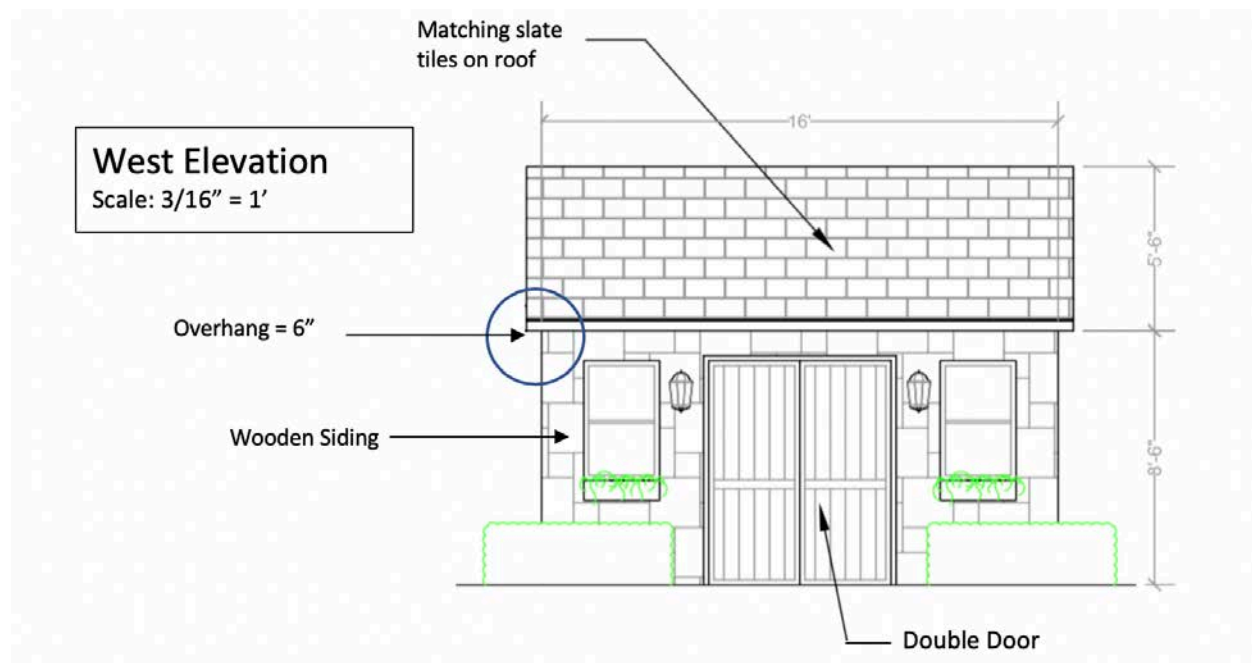 Matching slate
tiles on roof
16'
West Elevation
Scale: 3/16” = 1’
5'-6"
Overhang = 6”
Wooden Siding
8'-6"
Double Door